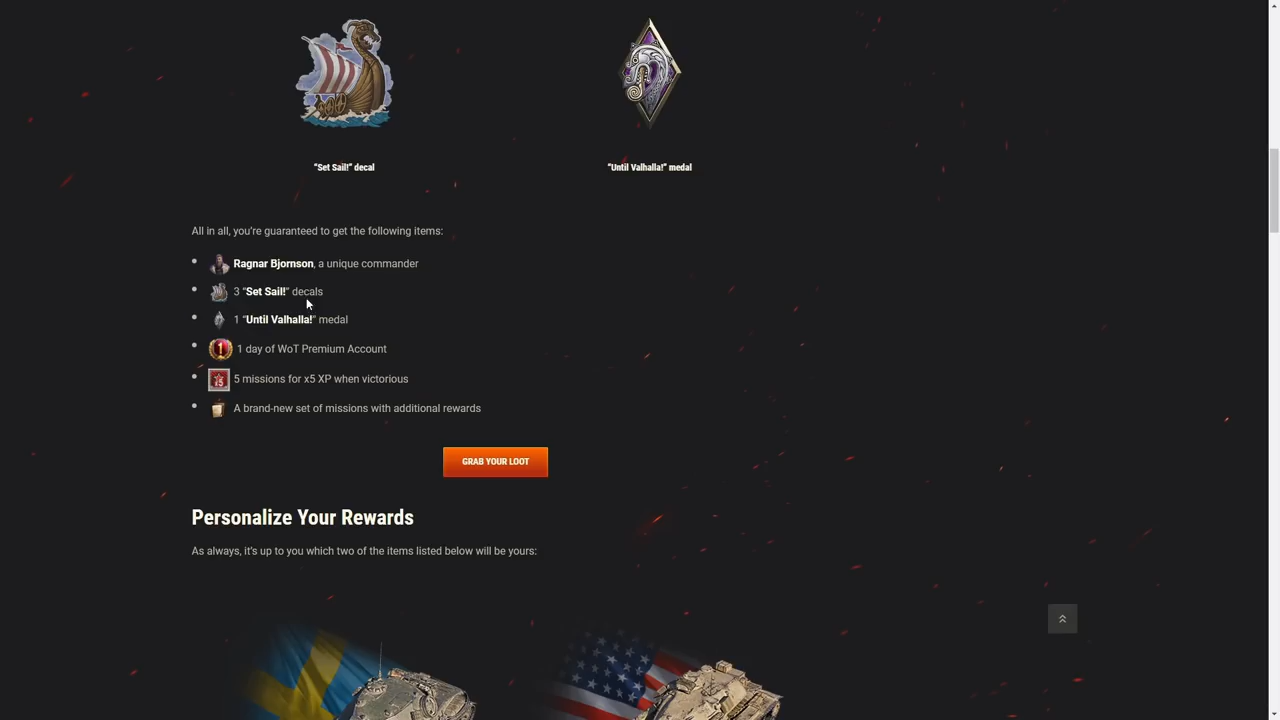 “Set Sail!” decal
“Until Valhalla!” medal
All in all, you're guaranteed to get the following items:
Ragnar Bjornson, a unique commander
3 “Set Sail!” decals
1 “Until Valhalla!” medal
1 1 day of WoT Premium Account
x5 5 missions for x5 XP when victorious
A brand-new set of missions with additional rewards
GRAB YOUR LOOT
Personalize Your Rewards
As always, it's up to you which two of the items listed below will be yours: